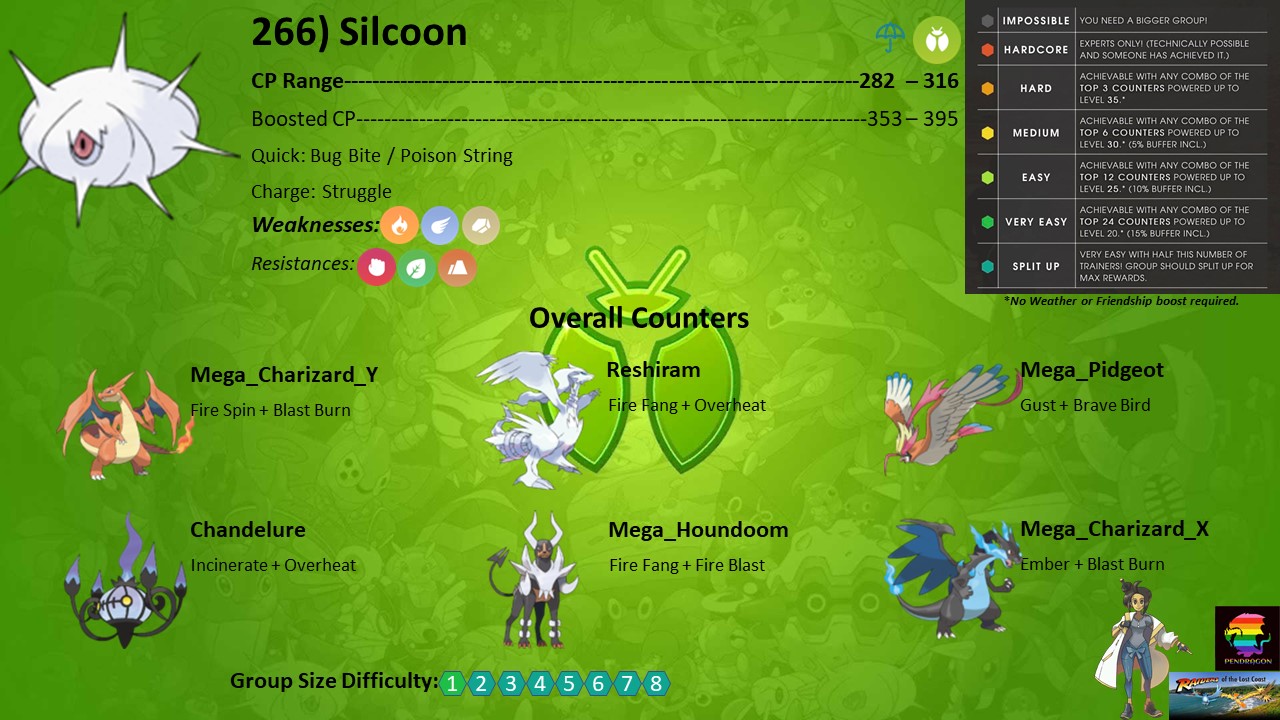 266) Silcoon
CP Range------------------------------------------------------------------------282 – 316
Boosted CP------------------------------------------------------------------------353 – 395
Quick: Bug Bite / Poison String
Charge: Struggle
Weaknesses:
Resistances:
IMPOSSIBLE YOU NEED A BIGGER GROUP!
HARDCORE EXPERTS ONLY! (TECHNICALLY POSSIBLE
AND SOMEONE HAS ACHIEVED IT.)
HARD ACHIEVABLE WITH ANY COMBO OF THE
TOP 3 COUNTERS POWERED UP TO
LEVEL 35.*
MEDIUM ACHIEVABLE WITH ANY COMBO OF THE
TOP 6 COUNTERS POWERED UP TO
LEVEL 30.* (5% BUFFER INCL.)
EASY ACHIEVABLE WITH ANY COMBO OF THE
TOP 12 COUNTERS POWERED UP TO
LEVEL 25.* (10% BUFFER INCL.)
VERY EASY ACHIEVABLE WITH ANY COMBO OF THE
TOP 24 COUNTERS POWERED UP TO
LEVEL 20.* (15% BUFFER INCL.)
SPLIT UP VERY EASY WITH HALF THIS NUMBER OF
TRAINERS! GROUP SHOULD SPLIT UP FOR
MAX REWARDS.
*No Weather or Friendship boost required.
Overall Counters
Mega_Charizard_Y
Fire Spin + Blast Burn
Reshiram
Fire Fang + Overheat
Mega_Pidgeot
Gust + Brave Bird
Chandelure
Incinerate + Overheat
Mega_Houndoom
Fire Fang + Fire Blast
Mega_Charizard_X
Ember + Blast Burn
Group Size Difficulty: 1 2 3 4 5 6 7 8
PENDRAGON
RAIDERS of the Lost Coast